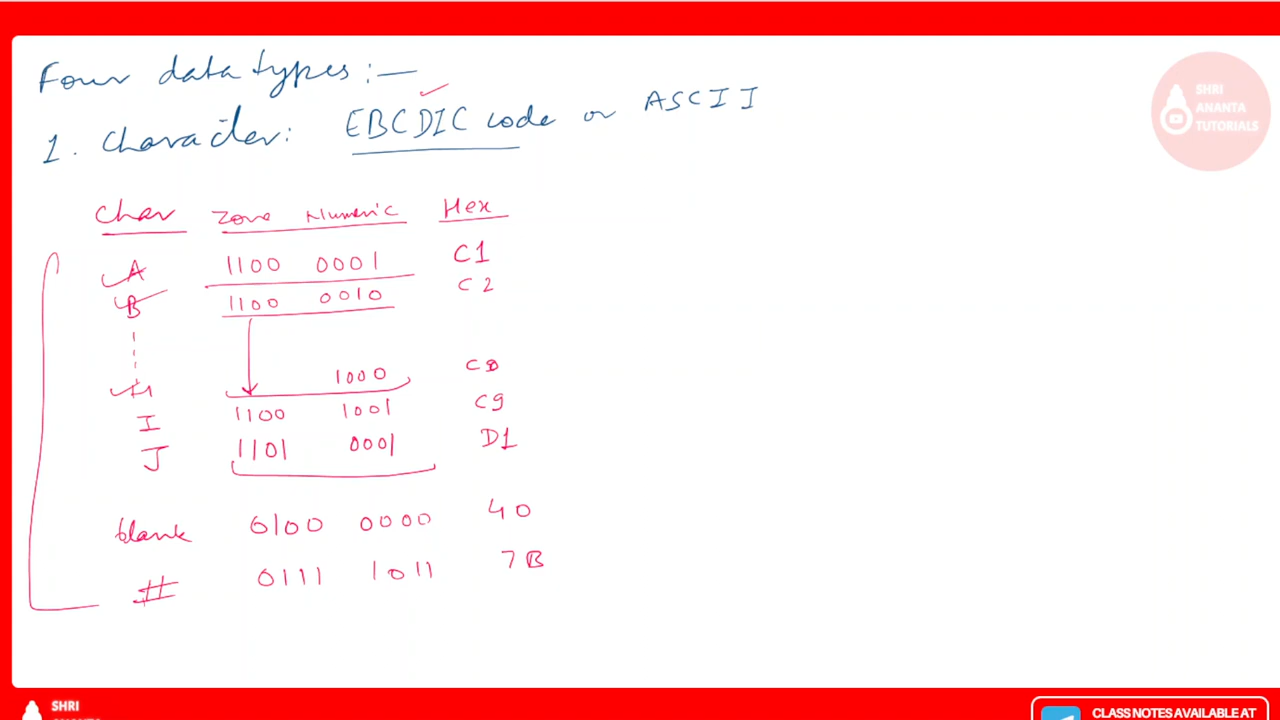 Four data types :—
1. Character: EBCDIC code or ASCII
SHRI
ANANTA
TUTORIALS
Char Zone Numeric Hex
A 1100 0001 C1
B 1100 0010 C2
H 1000 C8
I 1100 1001 C9
J 1101 0001 D1
blank 0100 0000 40
# 0111 1011 7B
SHRI
CLASS NOTES AVAILABLE AT